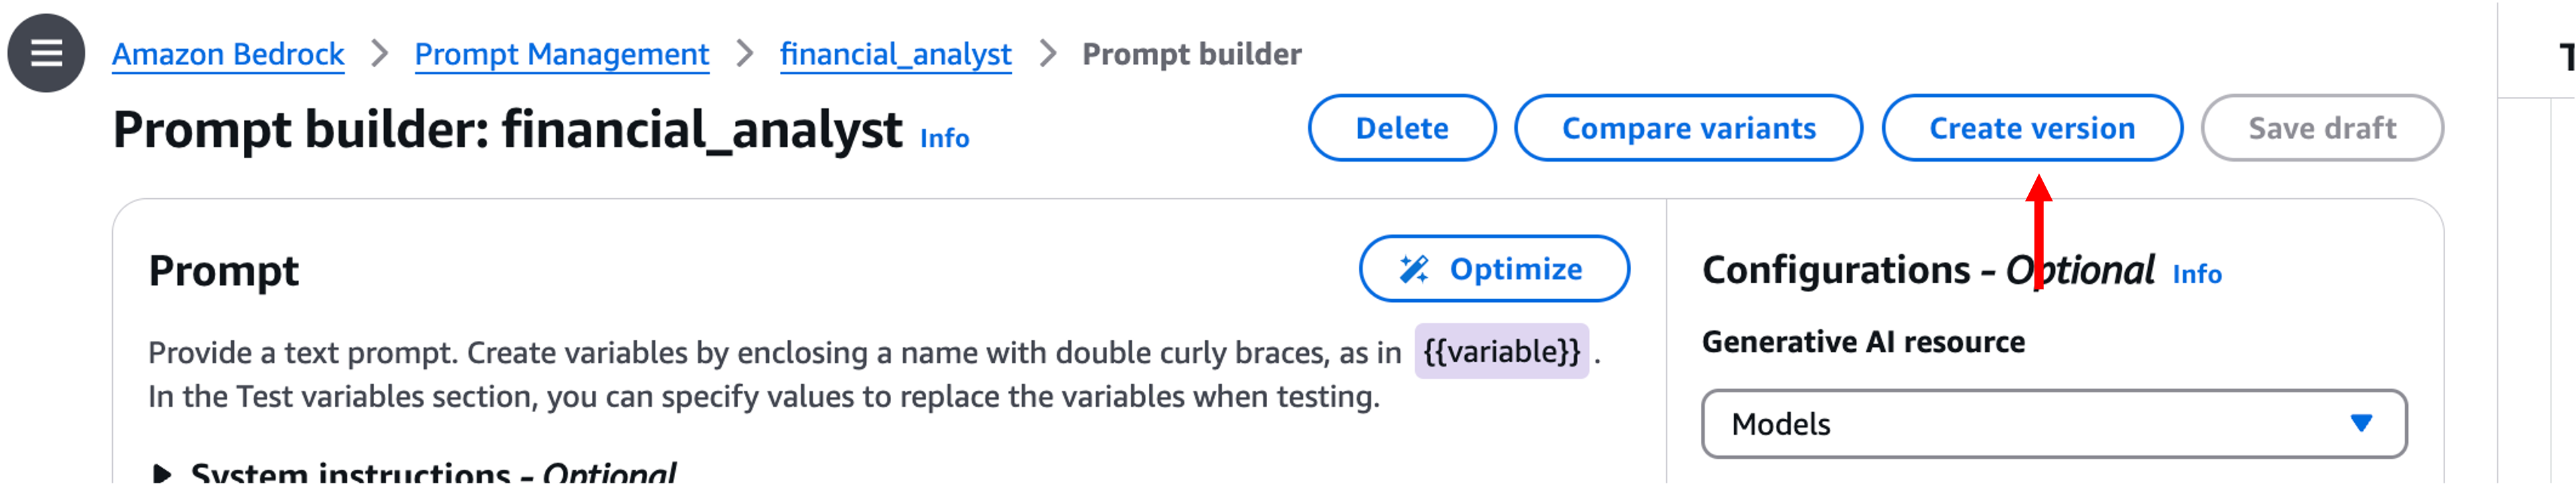 Amazon Bedrock > Prompt Management > financial_analyst > Prompt builder
Prompt builder: financial_analyst Info
Delete
Compare variants
Create version
Save draft
Prompt
Optimize
Provide a text prompt. Create variables by enclosing a name with double curly braces, as in {{variable}} .
In the Test variables section, you can specify values to replace the variables when testing.
System instructions - Optional
Configurations - Optional Info
Generative AI resource
Models